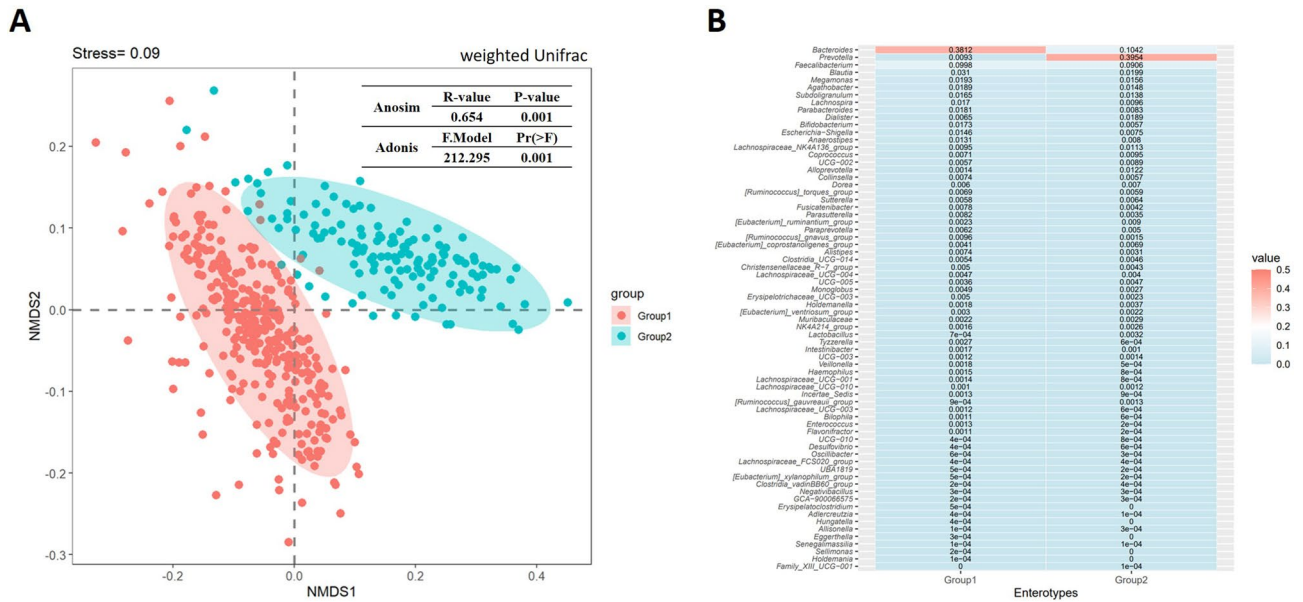 A
Stress= 0.09
weighted Unifrac
Anosim R-value P-value
0.654 0.001
Adonis F.Model Pr(>F)
212.295 0.001
NMDS2
0.2
0.1
0.0
-0.1
-0.2
-0.3
-0.2 0.0 0.2 0.4
NMDS1
group
Group1
Group2
B
Bacteroides 0.3812 0.1042
Prevotella 0.0093 0.3954
Faecalibacterium 0.0998 0.0906
Blautia 0.031 0.0199
Megamonas 0.0193 0.0156
Agathobacter 0.0189 0.0148
Subdoligranulum 0.0165 0.0138
Lachnospira 0.017 0.0096
Parabacteroides 0.0181 0.0083
Dialister 0.0065 0.0189
Bifidobacterium 0.0173 0.0057
Escherichia-Shigella 0.0146 0.0075
Anaerostipes 0.0131 0.008
Lachnospiraceae_NK4A136_group 0.0095 0.0113
Coprococcus 0.0071 0.0095
UCG-002 0.0057 0.0089
Alloprevotella 0.0014 0.0122
Collinsella 0.0074 0.0057
Dorea 0.006 0.007
[Ruminococcus]_torques_group 0.0069 0.0059
Sutterella 0.0058 0.0064
Fusicatenibacter 0.0078 0.0042
Parasutterella 0.0082 0.0035
[Eubacterium]_ruminantium_group 0.0023 0.009
Paraprevotella 0.0062 0.005
[Ruminococcus]_gnavus_group 0.0096 0.0015
[Eubacterium]_coprostanoligenes_group 0.0041 0.0069
Alistipes 0.0074 0.0031
Clostridia_UCG-014 0.0054 0.0046
Christensenellaceae_R-7_group 0.005 0.0043
Lachnospiraceae_UCG-004 0.0047 0.004
UCG-005 0.0036 0.0047
Monoglobus 0.0049 0.0027
Erysipelotrichaceae_UCG-003 0.005 0.0023
Holdemanella 0.0018 0.0037
[Eubacterium]_ventriosum_group 0.003 0.0022
Muribaculaceae 0.0022 0.0029
NK4A214_group 0.0016 0.0026
Lactobacillus 7e-04 0.0032
Tyzzerella 0.0027 6e-04
Intestinibacter 0.0017 0.001
UCG-003 0.0012 0.0014
Veillonella 0.0018 5e-04
Haemophilus 0.0015 8e-04
Lachnospiraceae_UCG-001 0.0014 8e-04
Lachnospiraceae_UCG-010 0.001 0.0012
Incertae_Sedis 0.0013 9e-04
[Ruminococcus]_gauvreauii_group 9e-04 0.0013
Lachnospiraceae_UCG-003 0.0012 6e-04
Bilophila 0.0011 6e-04
Enterococcus 0.0013 2e-04
Flavonifractor 0.0011 2e-04
UCG-010 4e-04 8e-04
Desulfovibrio 4e-04 6e-04
Oscillibacter 6e-04 3e-04
Lachnospiraceae_FCS020_group 4e-04 4e-04
UBA1819 5e-04 2e-04
[Eubacterium]_xylanophilum_group 5e-04 2e-04
Clostridia_vadinBB60_group 2e-04 4e-04
Negativibacillus 3e-04 3e-04
GCA-900066575 2e-04 3e-04
Erysipelatoclostridium 5e-04 0
Adlercreutzia 4e-04 1e-04
Hungatella 4e-04 0
Allisonella 1e-04 3e-04
Eggerthella 3e-04 0
Senegalimassilia 1e-04 1e-04
Sellimonas 2e-04 0
Holdemania 1e-04 0
Family_XIII_UCG-001 0 1e-04
Group1 Group2
Enterotypes
value
0.5
0.4
0.3
0.2
0.1
0.0